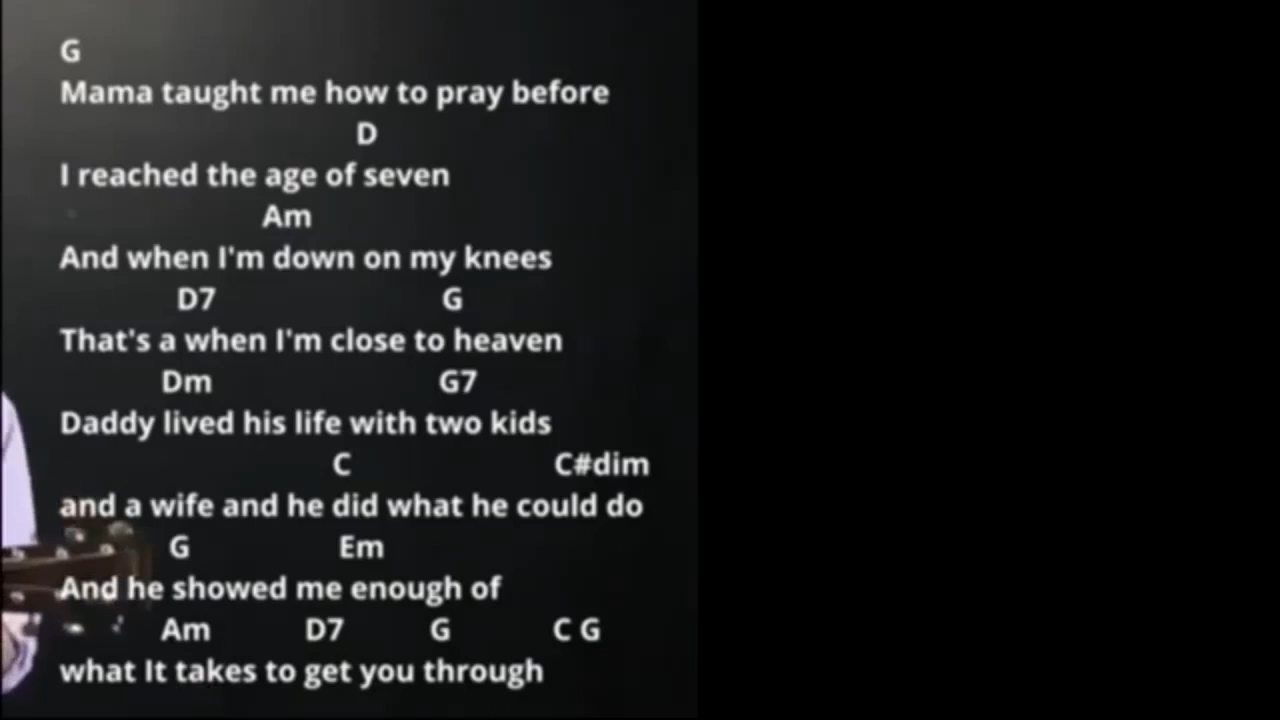 G
Mama taught me how to pray before
D
I reached the age of seven
Am
And when I'm down on my knees
D7 G
That's a when I'm close to heaven
Dm G7
Daddy lived his life with two kids
C C#dim
and a wife and he did what he could do
G Em
And he showed me enough of
Am D7 G C G
what It takes to get you through